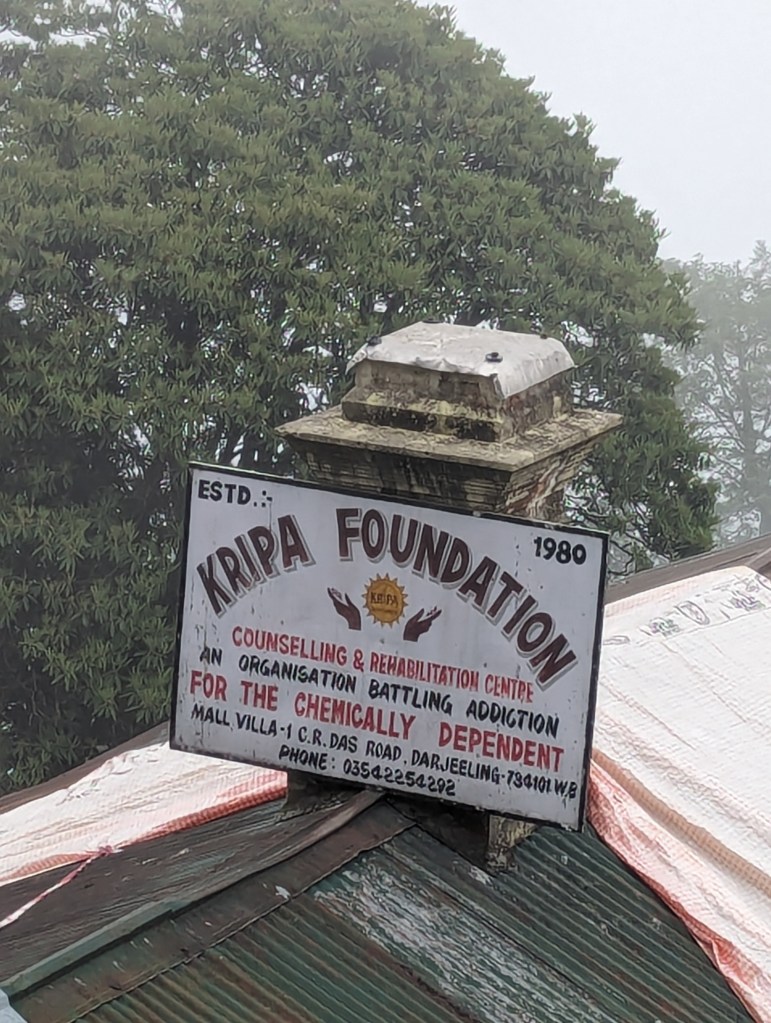 ESTD.:-
1980
KRIPA FOUNDATION
KRIPA
COUNSELLING & REHABILITATION CENTRE
AN ORGANISATION BATTLING ADDICTION
FOR THE CHEMICALLY DEPENDENT
MALL VILLA-1 C.R. DAS ROAD, DARJEELING-734101.W.B
PHONE: 03542254292